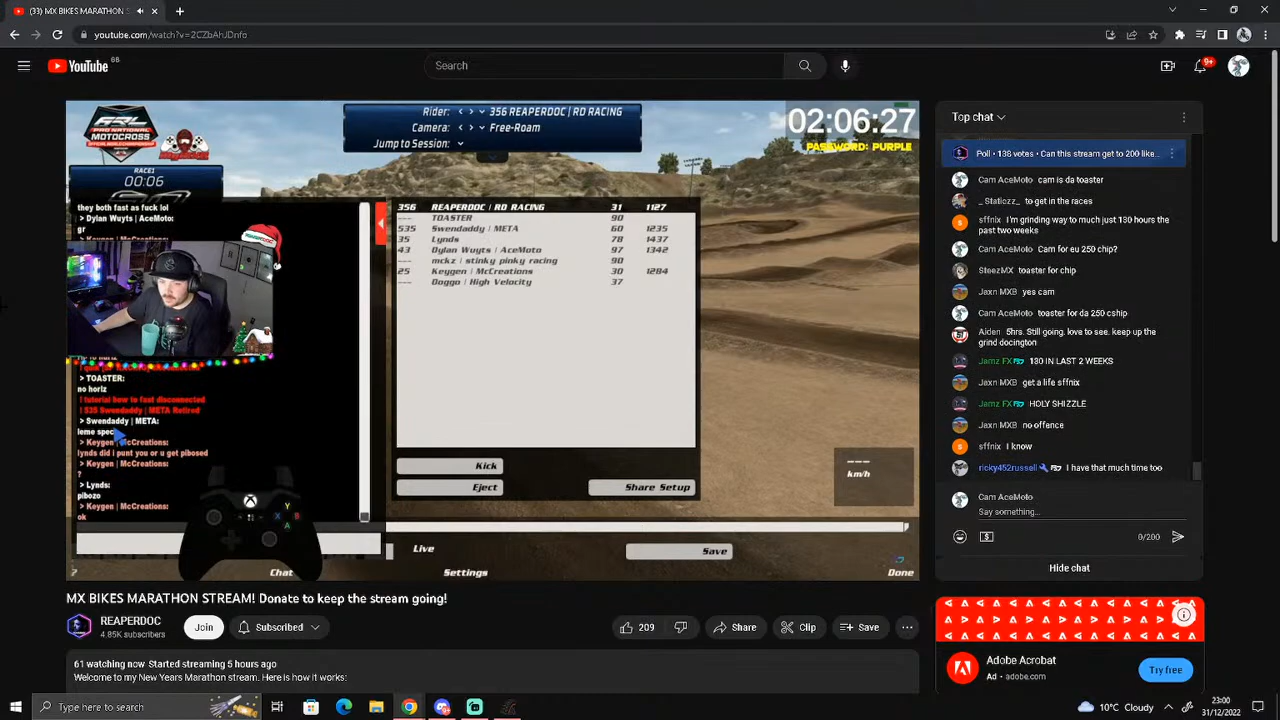 (33) MX BIKES MARATHON S
youtube.com/watch?v=2CZbAhJDnfo
YouTube GB
Search
9+
PRO NATIONAL
MOTOCROSS
RACE1
00:06
Rider: < > 356 REAPERDOC | RD RACING
Camera: < > Free-Roam
Jump to Session:
02:06:27
PASSWORD: PURPLE
they both fast as fuck lol
> Dylan Wuyts | AceMoto:
gr
> Keygen | McCreations:
> TOASTER:
no horiz
! tutorial how to fast disconnected
! 535 Swendaddy | META Retired
> Swendaddy | META:
leme spec
> Keygen | McCreations:
lynds did i punt you or u get pibosed
> Keygen | McCreations:
?
> Lynds:
pibozo
> Keygen | McCreations:
ok
356 REAPERDOC | RD RACING 31 1127
--- TOASTER 90
535 Swendaddy | META 60 1235
35 Lynds 78 1437
43 Dylan Wuyts | AceMoto 97 1342
--- mckz | stinky pinky racing 90
25 Keygen | McCreations 30 1284
--- Doggo | High Velocity 37
Kick
Eject
Share Setup
---
km/h
Live
Save
?
Chat
Settings
Done
X
Y
B
A
Top chat
Poll • 138 votes • Can this stream get to 200 like...
Cam AceMoto can is da toaster
_ Staticzz_ to get in the races
sffnix I'm grinding way to much just 130 hours the
past two weeks
Cam AceMoto Cam for eu 250 chip?
SteezMX toaster for chip
Jaxn MXB yes cam
Cam AceMoto toaster for da 250 cship
Aiden 5hrs. Still going, love to see. keep up the
grind docington
Jamz FX 130 IN LAST 2 WEEKS
Jaxn MXB get a life sffnix
Jamz FX HOLY SHIZZLE
Jaxn MXB no offence
sffnix I know
ricky452russell I have that much time too
Cam AceMoto
Say something...
0/200
Hide chat
MX BIKES MARATHON STREAM! Donate to keep the stream going!
REAPERDOC
4.85K subscribers
Join
Subscribed
209
Share
Clip
Save
61 watching now Started streaming 5 hours ago
Welcome to my New Years Marathon stream, here is how it works:
Adobe Acrobat
Ad • adobe.com
Try free
Type here to search
10°C Cloudy
23:00
31/12/2022